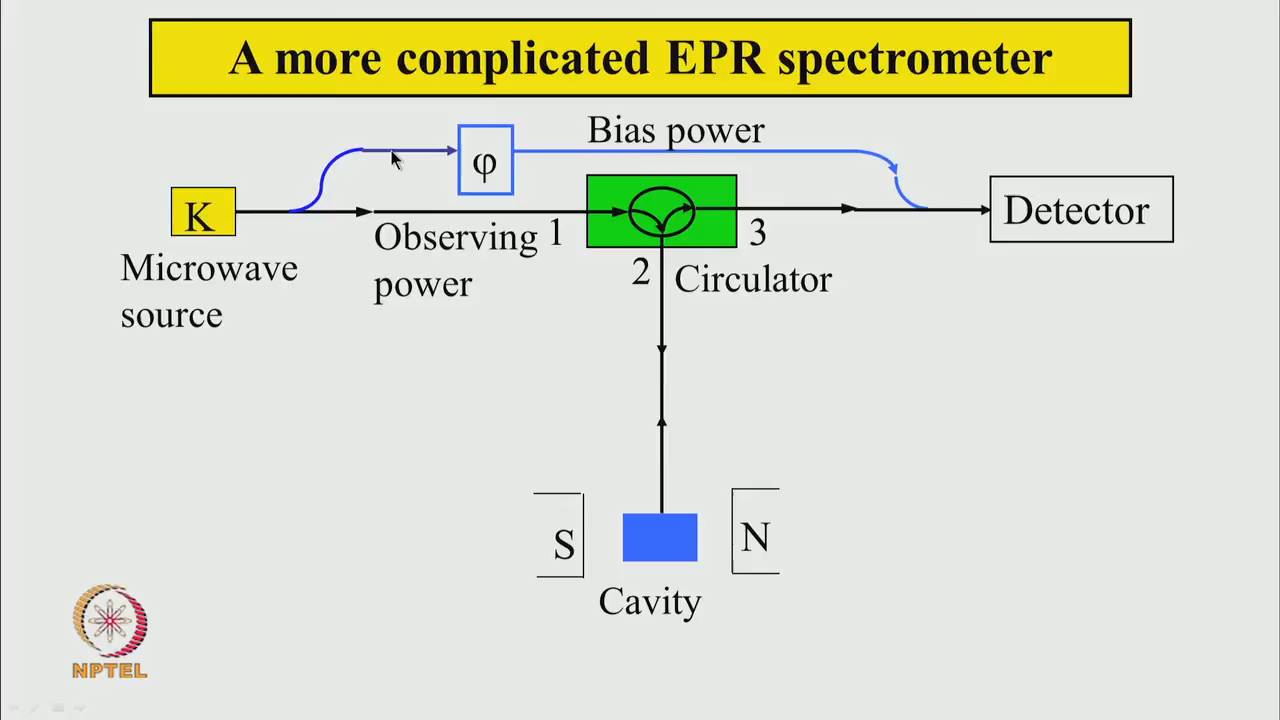 A more complicated EPR spectrometer
Bias power
φ
K
Detector
Observing
power
1
3
Microwave
source
2
Circulator
S
N
Cavity
NPTEL